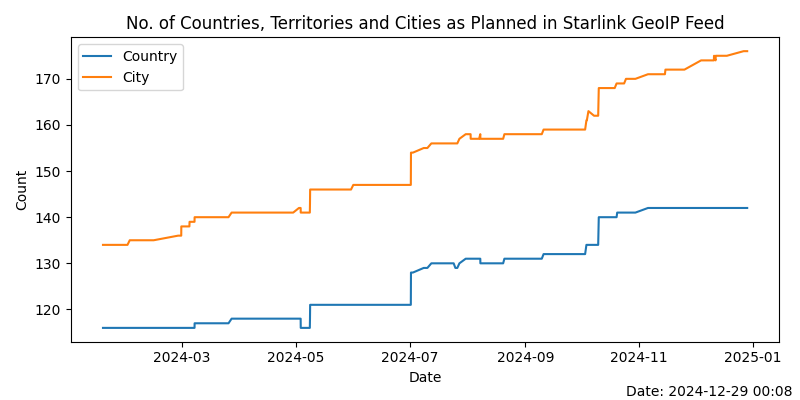 No. of Countries, Territories and Cities as Planned in Starlink GeoIP Feed
Country
City
170
160
150
140
130
120
Count
2024-03 2024-05 2024-07 2024-09 2024-11 2025-01
Date
Date: 2024-12-29 00:08